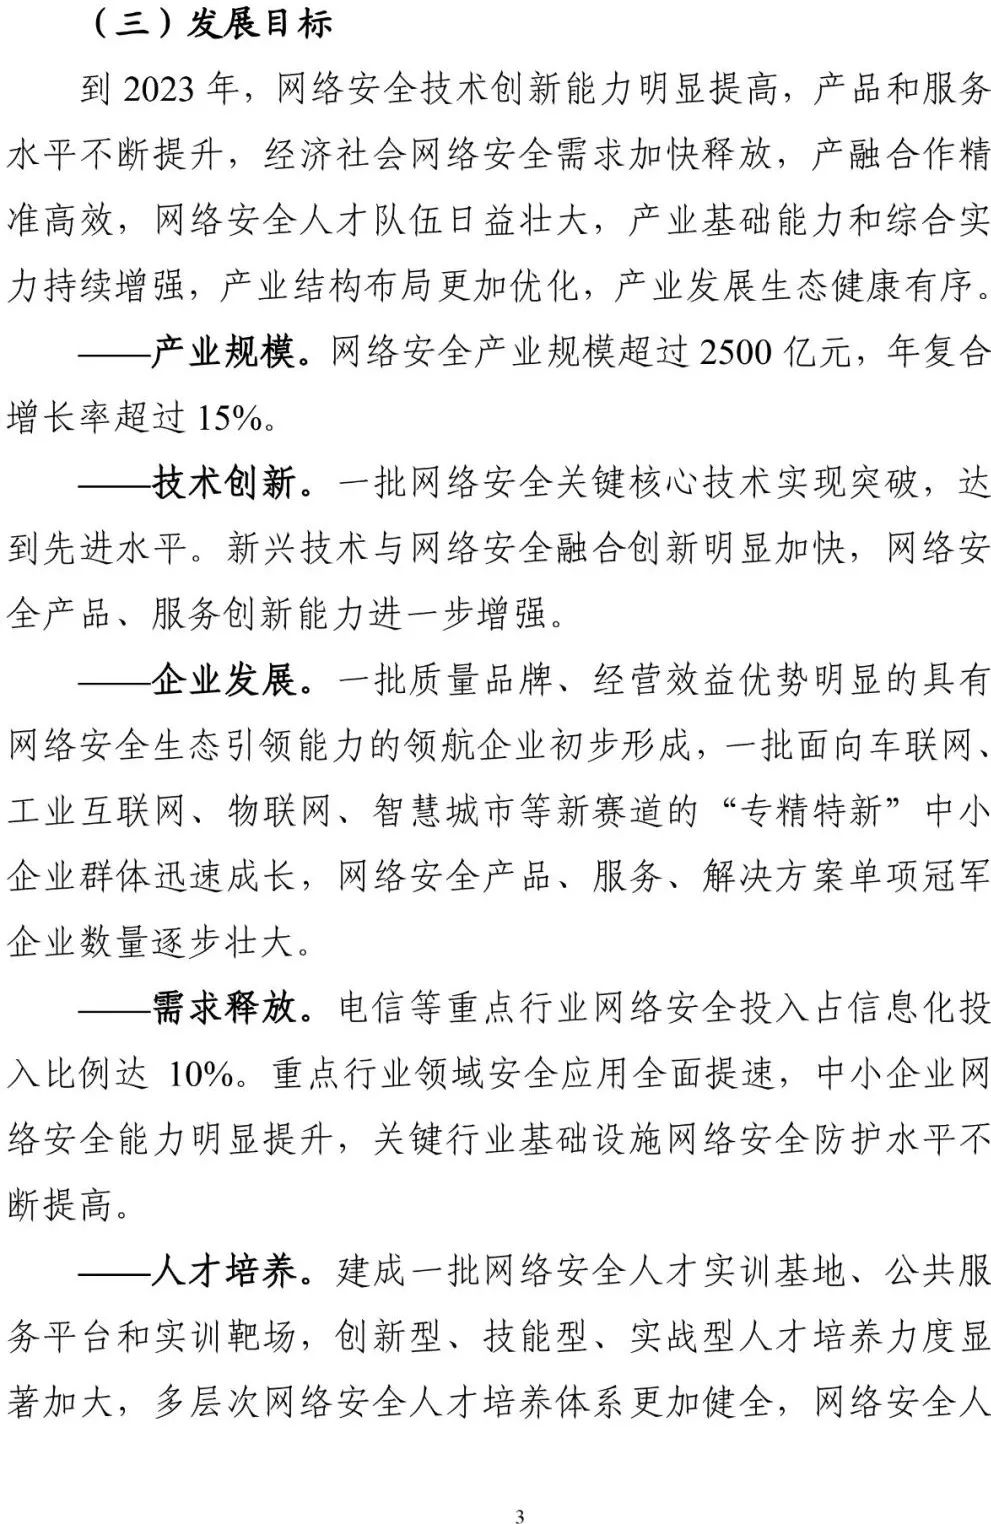 （三）发展目标
到 2023 年，网络安全技术创新能力明显提高，产品和服务
水平不断提升，经济社会网络安全需求加快释放，产融合作精
准高效，网络安全人才队伍日益壮大，产业基础能力和综合实
力持续增强，产业结构布局更加优化，产业发展生态健康有序。
——产业规模。网络安全产业规模超过 2500 亿元，年复合
增长率超过 15%。
——技术创新。一批网络安全关键核心技术实现突破，达
到先进水平。新兴技术与网络安全融合创新明显加快，网络安
全产品、服务创新能力进一步增强。
——企业发展。一批质量品牌、经营效益优势明显的具有
网络安全生态引领能力的领航企业初步形成，一批面向车联网、
工业互联网、物联网、智慧城市等新赛道的“专精特新”中小
企业群体迅速成长，网络安全产品、服务、解决方案单项冠军
企业数量逐步壮大。
——需求释放。电信等重点行业网络安全投入占信息化投
入比例达 10%。重点行业领域安全应用全面提速，中小企业网
络安全能力明显提升，关键行业基础设施网络安全防护水平不
断提高。
——人才培养。建成一批网络安全人才实训基地、公共服
务平台和实训靶场，创新型、技能型、实战型人才培养力度显
著加大，多层次网络安全人才培养体系更加健全，网络安全人
3